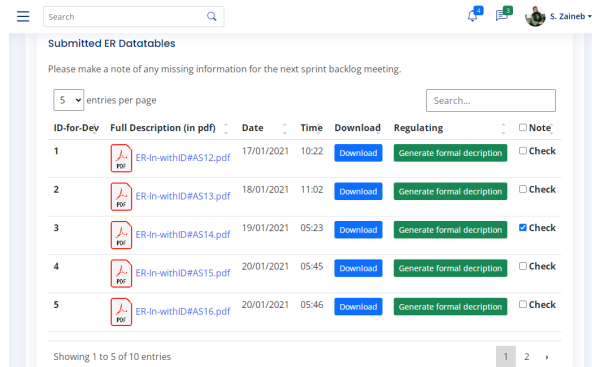 Search
4
3
S. Zaineb
Submitted ER Datatables
Please make a note of any missing information for the next sprint backlog meeting.
5 entries per page
Search...
ID-for-Dev Full Description (in pdf) Date Time Download Regulating Note
1 PDF ER-In-withID#AS12.pdf 17/01/2021 10:22 Download Generate formal decription Check
2 PDF ER-In-withID#AS13.pdf 18/01/2021 11:02 Download Generate formal decription Check
3 PDF ER-In-withID#AS14.pdf 19/01/2021 05:23 Download Generate formal decription Check
4 PDF ER-In-withID#AS15.pdf 20/01/2021 05:45 Download Generate formal decription Check
5 PDF ER-In-withID#AS16.pdf 20/01/2021 05:46 Download Generate formal decription Check
Showing 1 to 5 of 10 entries
1 2 ›